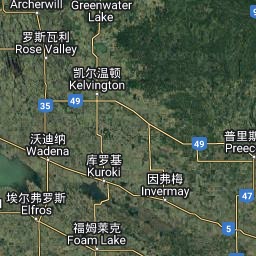 Archerwill
Greenwater
Lake
罗斯瓦利
Rose Valley
凯尔温顿
Kelvington
49
35
49
沃迪纳
Wadena
普里斯
Preec
库罗基
Kuroki
因弗梅
Invermay
47
埃尔弗罗斯
Elfros
5
福姆莱克
Foam Lake